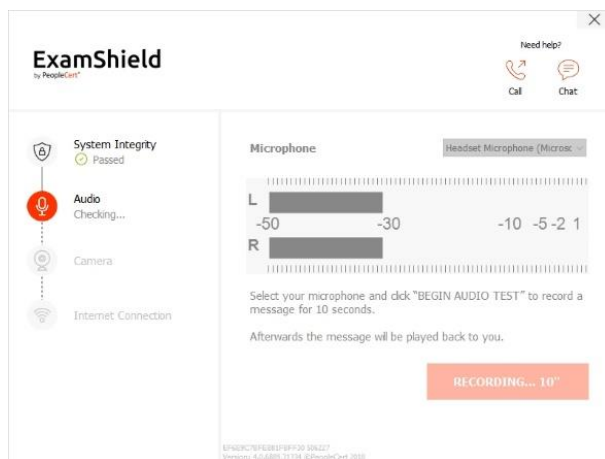 Need help?
ExamShield
by PeopleCert
Call
Chat
System Integrity
Passed
Audio
Checking...
Camera
Internet Connection
Microphone
Headset Microphone (Microsc
L
-50 -30 -10 -5 -2 1
R
Select your microphone and click "BEGIN AUDIO TEST" to record a
message for 10 seconds.
Afterwards the message will be played back to you.
RECORDING... 10"